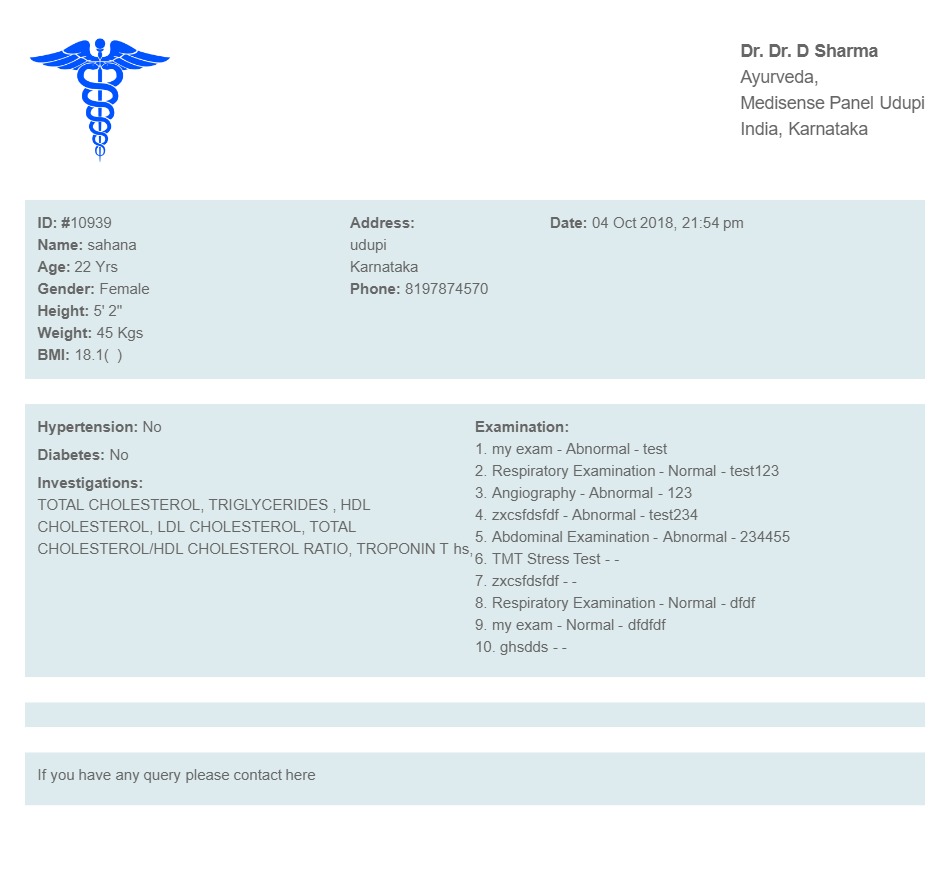 Dr. Dr. D Sharma
Ayurveda,
Medisense Panel Udupi
India, Karnataka
ID: #10939
Name: sahana
Age: 22 Yrs
Gender: Female
Height: 5' 2"
Weight: 45 Kgs
BMI: 18.1(  )
Address:
udupi
Karnataka
Phone: 8197874570
Date: 04 Oct 2018, 21:54 pm
Hypertension: No
Diabetes: No
Investigations:
TOTAL CHOLESTEROL, TRIGLYCERIDES , HDL
CHOLESTEROL, LDL CHOLESTEROL, TOTAL
CHOLESTEROL/HDL CHOLESTEROL RATIO, TROPONIN T hs,
Examination:
1. my exam - Abnormal - test
2. Respiratory Examination - Normal - test123
3. Angiography - Abnormal - 123
4. zxcsfdsfdf - Abnormal - test234
5. Abdominal Examination - Abnormal - 234455
6. TMT Stress Test - -
7. zxcsfdsfdf - -
8. Respiratory Examination - Normal - dfdf
9. my exam - Normal - dfdfdf
10. ghsdds - -
If you have any query please contact here